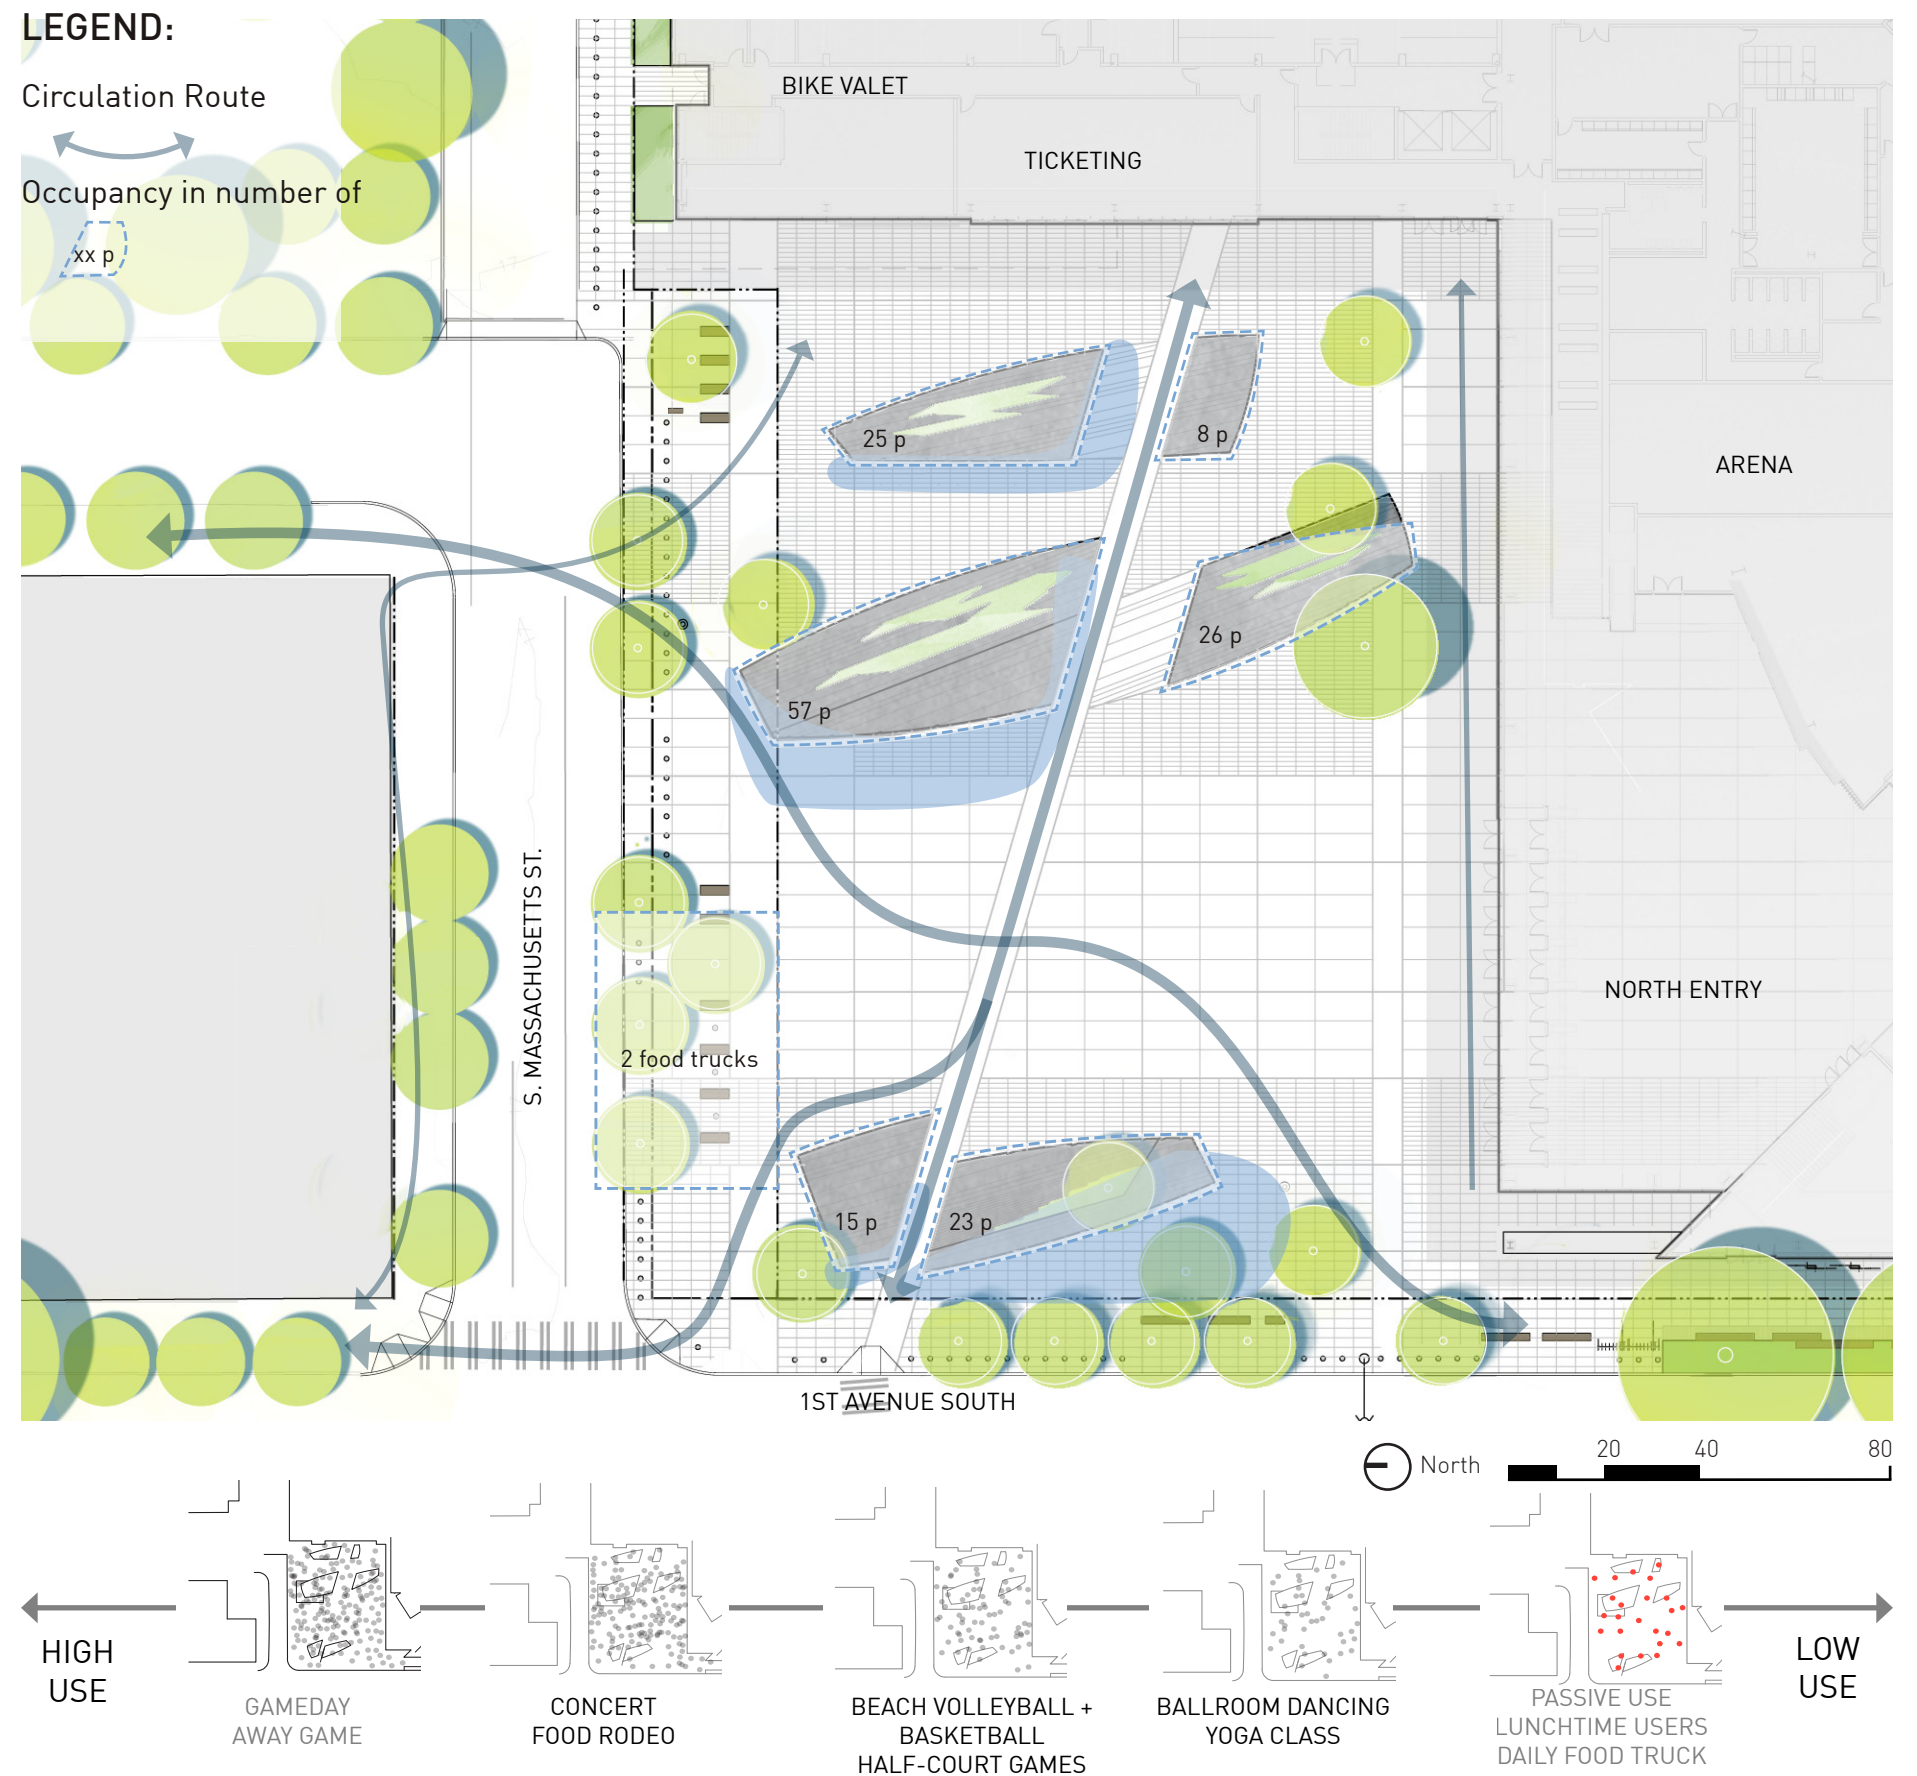 LEGEND:
Circulation Route
Occupancy in number of
xx p
BIKE VALET
TICKETING
25 p
8 p
ARENA
26 p
57 p
S. MASSACHUSETTS ST.
NORTH ENTRY
2 food trucks
15 p
23 p
1ST AVENUE SOUTH
North
20
40
80
HIGH
USE
GAMEDAY
AWAY GAME
CONCERT
FOOD RODEO
BEACH VOLLEYBALL +
BASKETBALL
HALF-COURT GAMES
BALLROOM DANCING
YOGA CLASS
PASSIVE USE
LUNCHTIME USERS
DAILY FOOD TRUCK
LOW
USE